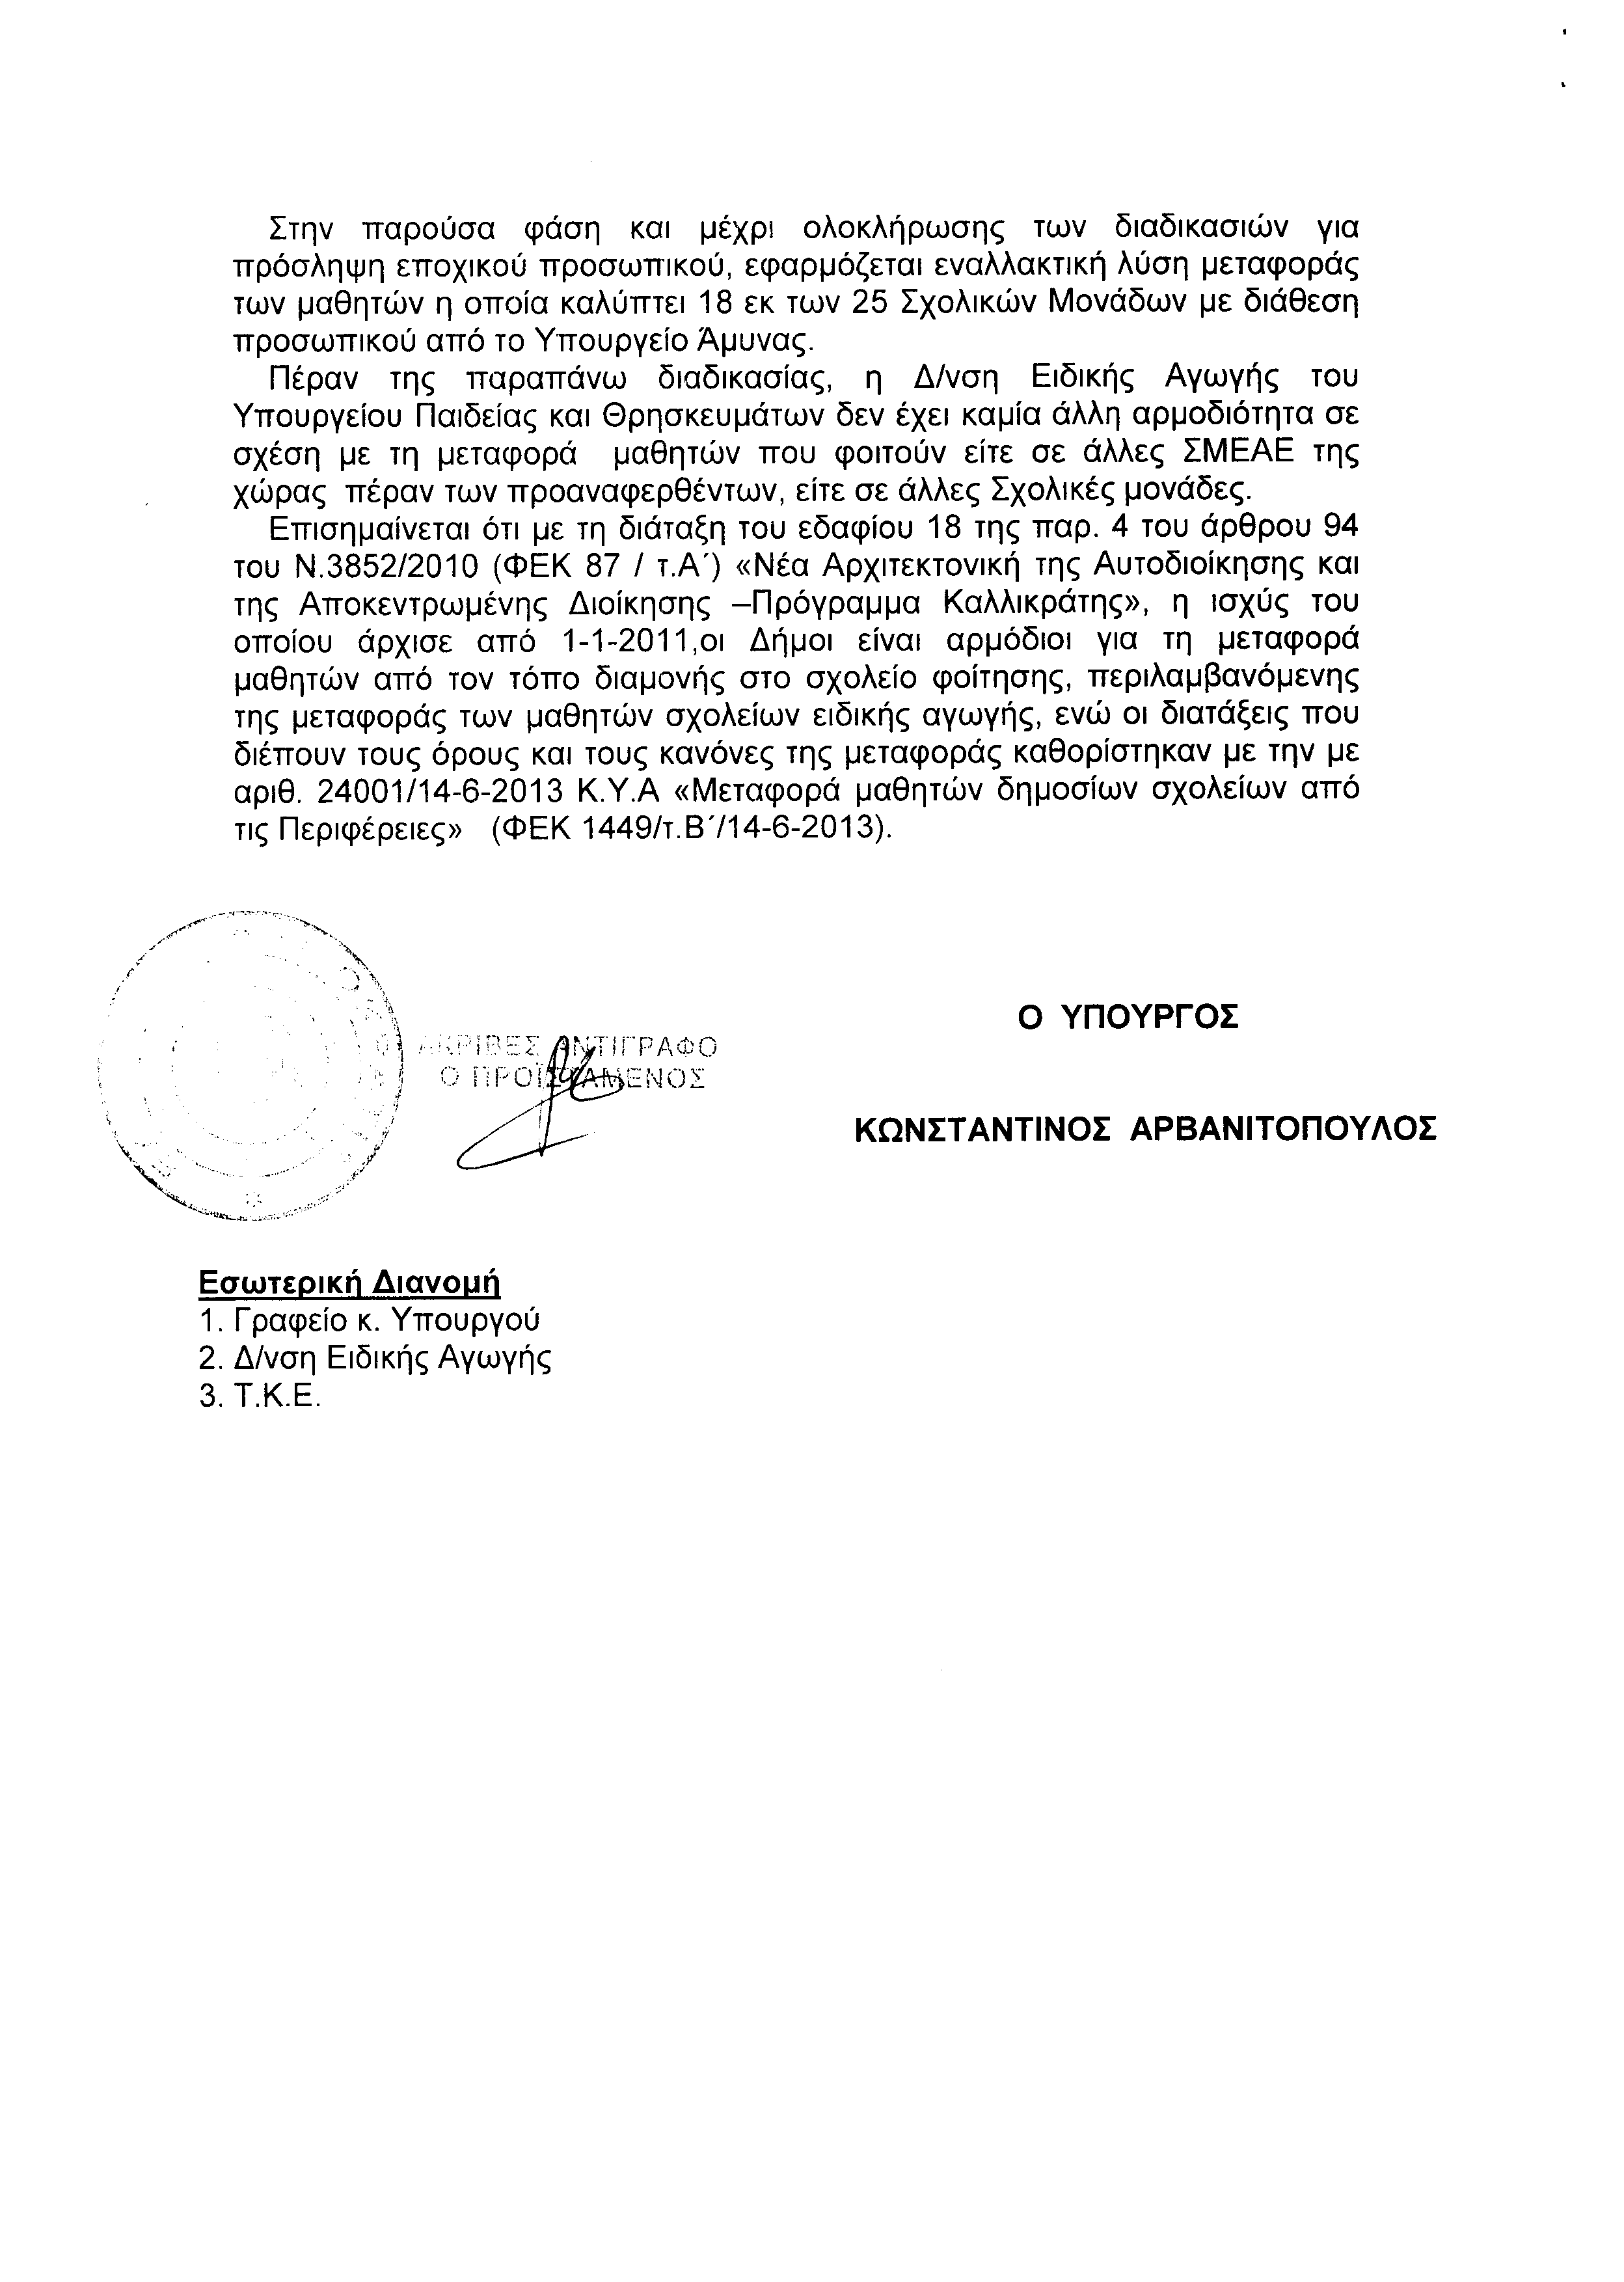 Στην παρούσα φάση και μέχρι ολοκλήρωσης των διαδικασιών για
πρόσληψη εποχικού προσωπικού, εφαρμόζεται εναλλακτική λύση μεταφοράς
των μαθητών η οποία καλύπτει 18 εκ των 25 Σχολικών Μονάδων με διάθεση
προσωπικού από το Υπουργείο Άμυνας.
Πέραν της παραπάνω διαδικασίας, η Δ/νση Ειδικής Αγωγής του
Υπουργείου Παιδείας και Θρησκευμάτων δεν έχει καμία άλλη αρμοδιότητα σε
σχέση με τη μεταφορά μαθητών που φοιτούν είτε σε άλλες ΣΜΕΑΕ της
χώρας πέραν των προαναφερθέντων, είτε σε άλλες Σχολικές μονάδες.
Επισημαίνεται ότι με τη διάταξη του εδαφίου 18 της παρ. 4 του άρθρου 94
του Ν.3852/2010 (ΦΕΚ 87 / τ.Α΄) «Νέα Αρχιτεκτονική της Αυτοδιοίκησης και
της Αποκεντρωμένης Διοίκησης –Πρόγραμμα Καλλικράτης», η ισχύς του
οποίου άρχισε από 1-1-2011,οι Δήμοι είναι αρμόδιοι για τη μεταφορά
μαθητών από τον τόπο διαμονής στο σχολείο φοίτησης, περιλαμβανόμενης
της μεταφοράς των μαθητών σχολείων ειδικής αγωγής, ενώ οι διατάξεις που
διέπουν τους όρους και τους κανόνες της μεταφοράς καθορίστηκαν με την με
αριθ. 24001/14-6-2013 Κ.Υ.Α «Μεταφορά μαθητών δημοσίων σχολείων από
τις Περιφέρειες» (ΦΕΚ 1449/τ.Β΄/14-6-2013).
Ο ΥΠΟΥΡΓΟΣ
ΑΚΡΙΒΕΣ ΑΝΤΙΓΡΑΦΟ
Ο ΠΡΟΪΣΤΑΜΕΝΟΣ
ΚΩΝΣΤΑΝΤΙΝΟΣ ΑΡΒΑΝΙΤΟΠΟΥΛΟΣ
Εσωτερική Διανομή
1. Γραφείο κ. Υπουργού
2. Δ/νση Ειδικής Αγωγής
3. Τ.Κ.Ε.